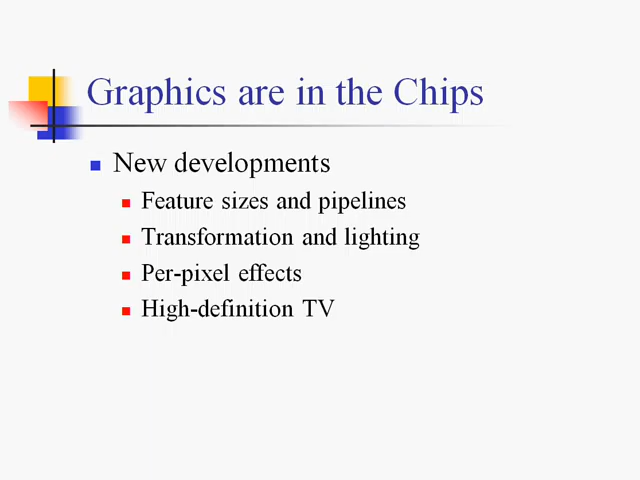 Graphics are in the Chips
New developments
Feature sizes and pipelines
Transformation and lighting
Per-pixel effects
High-definition TV